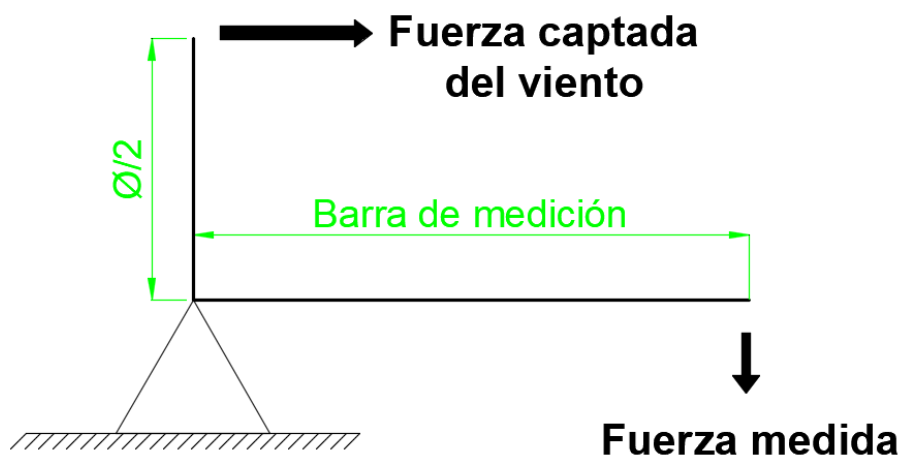 Fuerza captada
del viento
Ø/2
Barra de medición
Fuerza medida